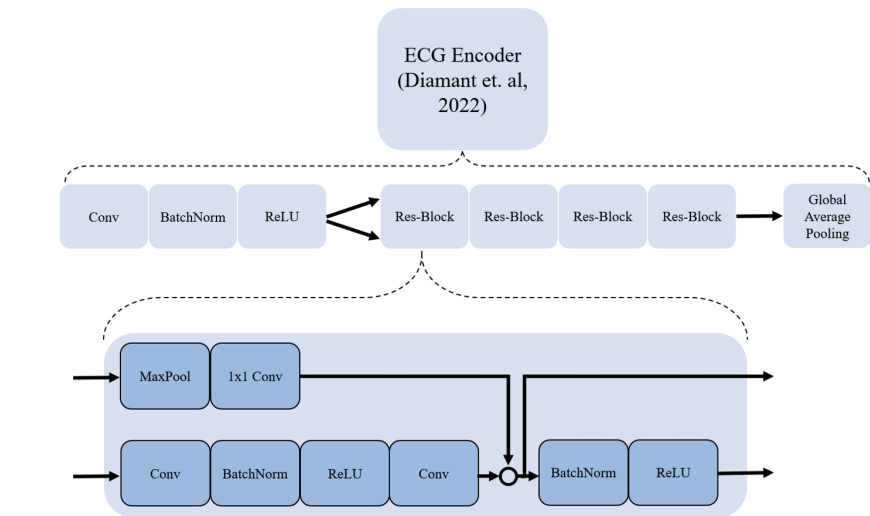 ECG Encoder
(Diamant et. al,
2022)
Conv
BatchNorm
ReLU
Res-Block
Res-Block
Res-Block
Res-Block
Global
Average
Pooling
MaxPool
1x1 Conv
Conv
BatchNorm
ReLU
Conv
BatchNorm
ReLU